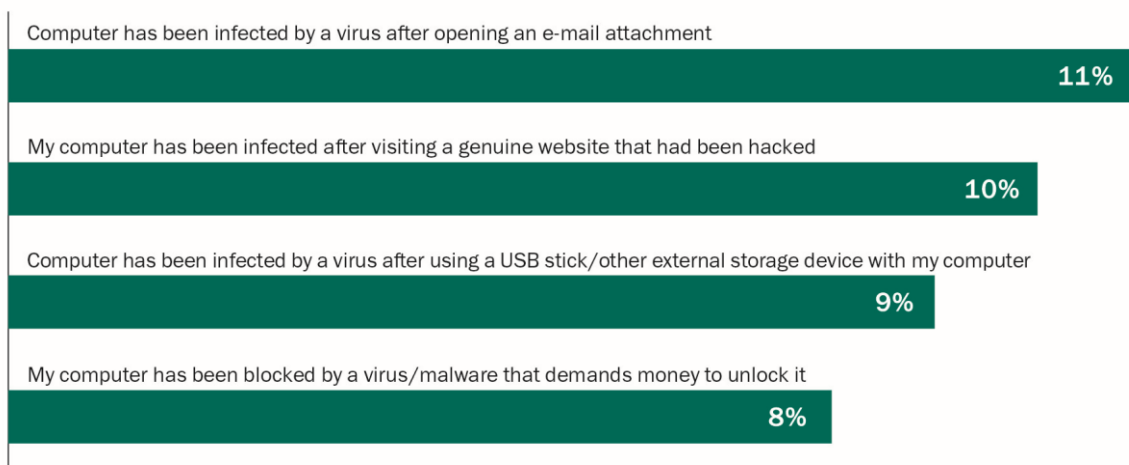 Computer has been infected by a virus after opening an e-mail attachment
11%
My computer has been infected after visiting a genuine website that had been hacked
10%
Computer has been infected by a virus after using a USB stick/other external storage device with my computer
9%
My computer has been blocked by a virus/malware that demands money to unlock it
8%